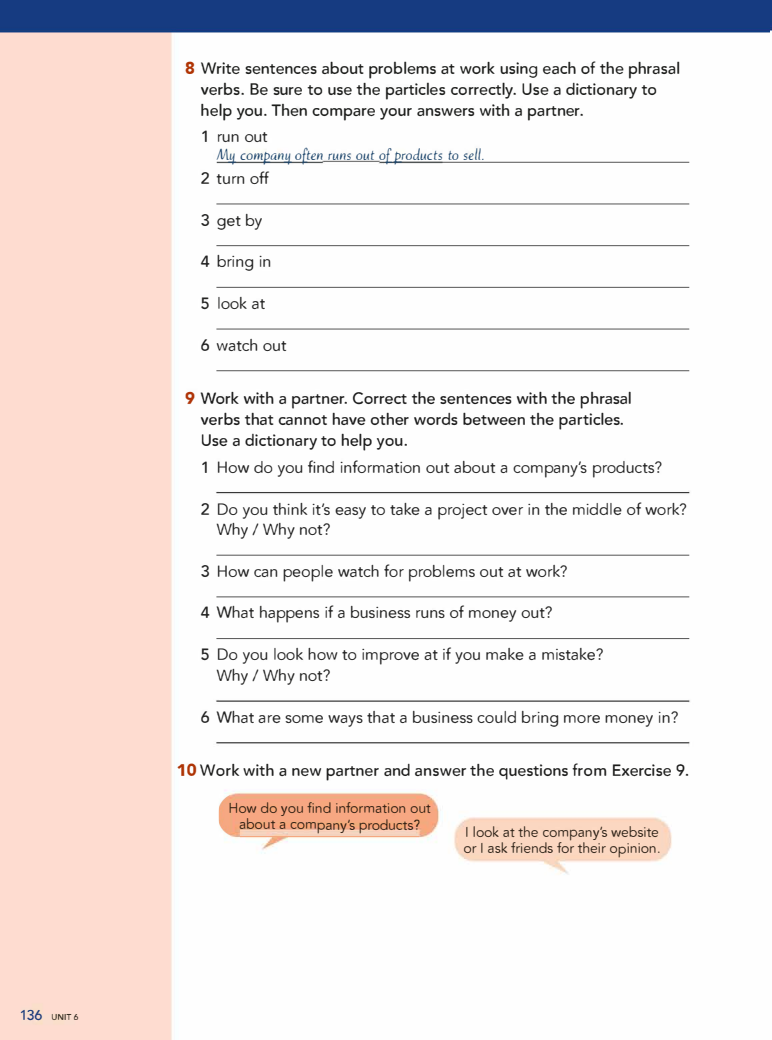 8 Write sentences about problems at work using each of the phrasal
verbs. Be sure to use the particles correctly. Use a dictionary to
help you. Then compare your answers with a partner.
1 run out
My company often runs out of products to sell.
2 turn off
3 get by
4 bring in
5 look at
6 watch out
9 Work with a partner. Correct the sentences with the phrasal
verbs that cannot have other words between the particles.
Use a dictionary to help you.
1 How do you find information out about a company's products?
2 Do you think it's easy to take a project over in the middle of work?
Why / Why not?
3 How can people watch for problems out at work?
4 What happens if a business runs of money out?
5 Do you look how to improve at if you make a mistake?
Why / Why not?
6 What are some ways that a business could bring more money in?
10 Work with a new partner and answer the questions from Exercise 9.
How do you find information out
about a company's products?
I look at the company's website
or I ask friends for their opinion.
136 UNIT 6